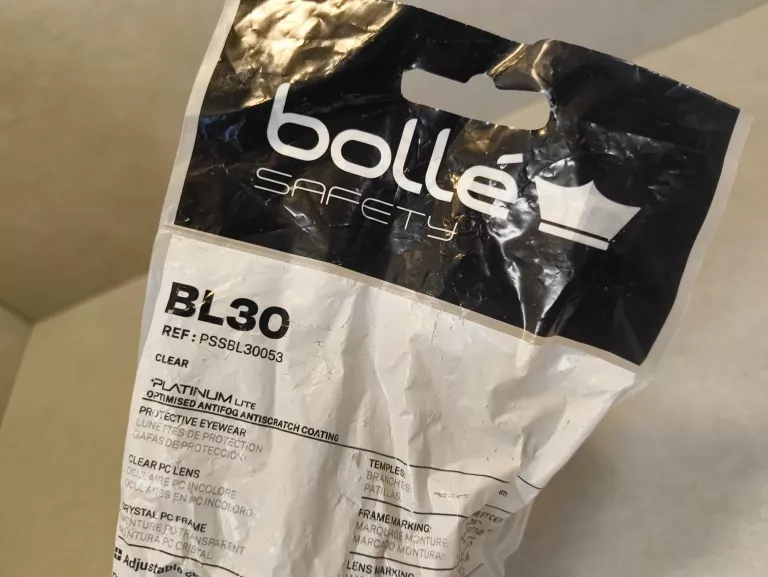 bollé
SAFETY
BL30
REF : PSSBL30053
CLEAR
PLATINUM LITE
OPTIMISED ANTIFOG ANTISCRATCH COATING
PROTECTIVE EYEWEAR
LUNETTES DE PROTECTION
GAFAS DE PROTECCIÓN
CLEAR PC LENS
OCULAIRE PC INCOLORE
OCULARES EN PC INCOLORO
CRYSTAL PC FRAME
MONTURE PC TRANSPARENT
MONTURA PC CRISTAL
Adjustable
TEMPLES:
BRANCHES:
PATILLAS:
FRAME MARKING:
MARQUAGE MONTURE:
MARCADO MONTURA:
LENS MARKING: